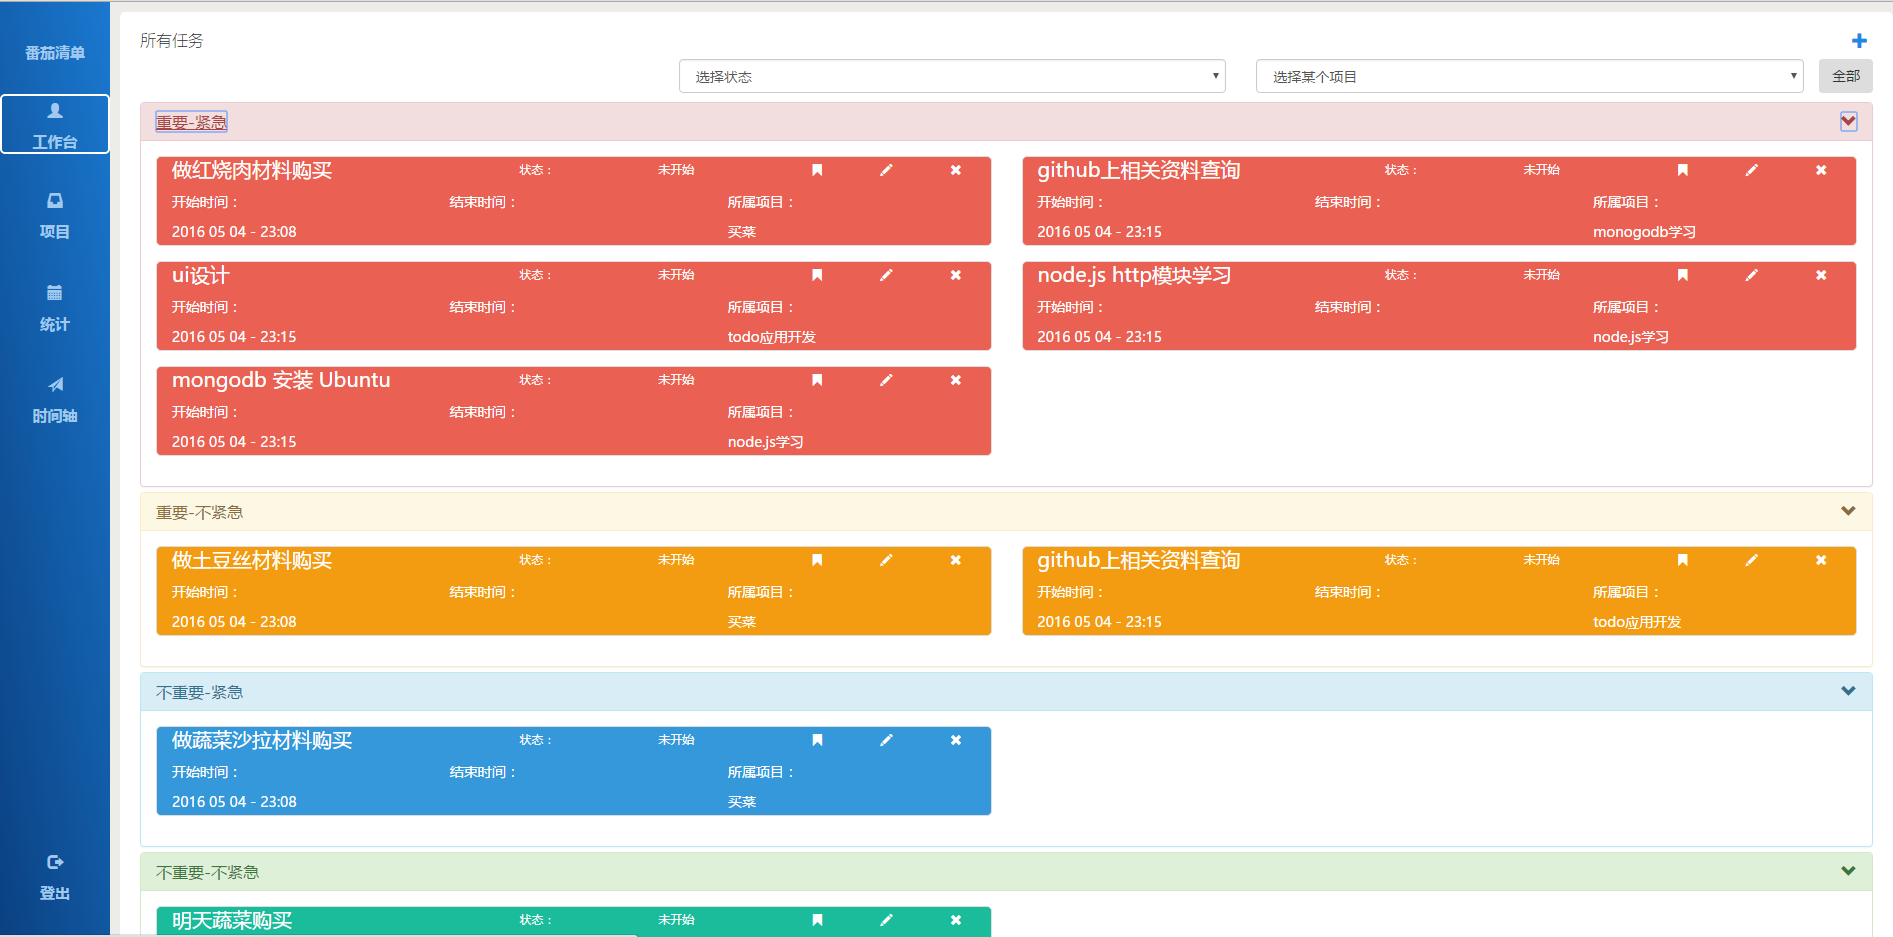 番茄清单
工作台
项目
统计
时间轴
登出
所有任务
选择状态 选择某个项目 全部
重要-紧急
做红烧肉材料购买 状态： 未开始
开始时间： 结束时间： 所属项目：
2016 05 04 - 23:08 买菜
github上相关资料查询 状态： 未开始
开始时间： 结束时间： 所属项目：
2016 05 04 - 23:15 monogodb学习
ui设计 状态： 未开始
开始时间： 结束时间： 所属项目：
2016 05 04 - 23:15 todo应用开发
node.js http模块学习 状态： 未开始
开始时间： 结束时间： 所属项目：
2016 05 04 - 23:15 node.js学习
mongodb 安装 Ubuntu 状态： 未开始
开始时间： 结束时间： 所属项目：
2016 05 04 - 23:15 node.js学习
重要-不紧急
做土豆丝材料购买 状态： 未开始
开始时间： 结束时间： 所属项目：
2016 05 04 - 23:08 买菜
github上相关资料查询 状态： 未开始
开始时间： 结束时间： 所属项目：
2016 05 04 - 23:15 todo应用开发
不重要-紧急
做蔬菜沙拉材料购买 状态： 未开始
开始时间： 结束时间： 所属项目：
2016 05 04 - 23:08 买菜
不重要-不紧急
明天蔬菜购买 状态： 未开始